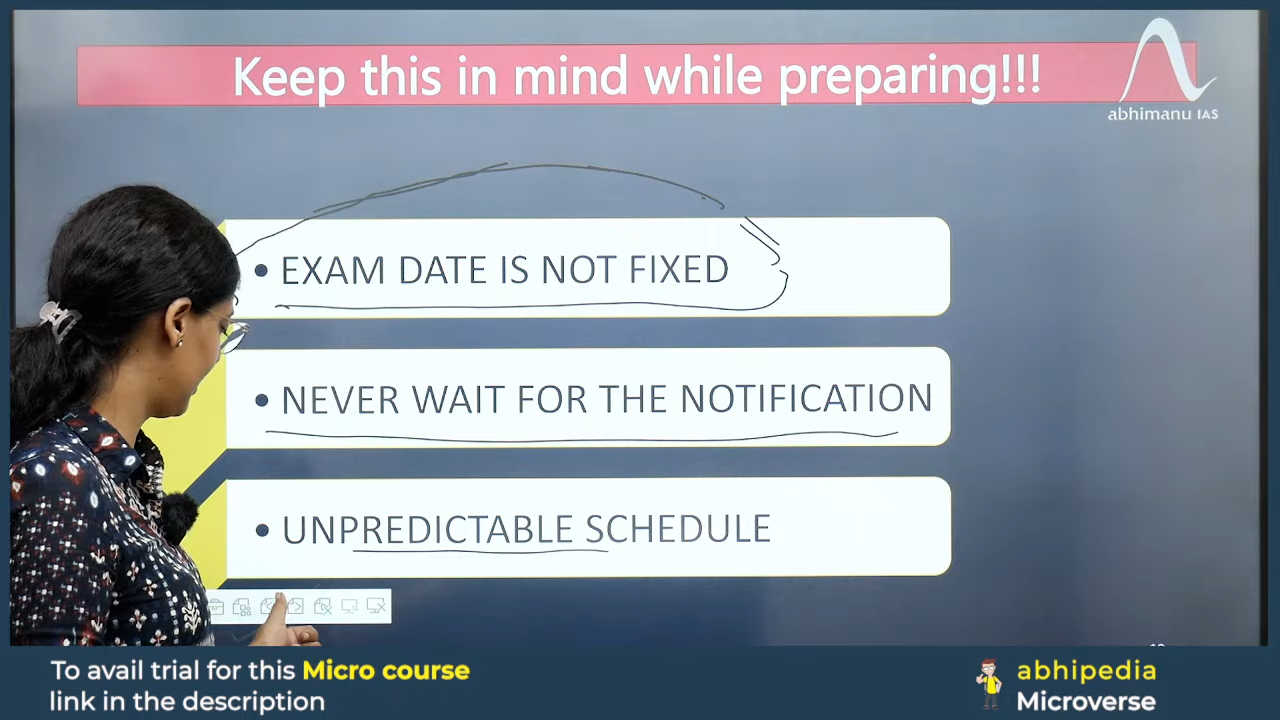 Keep this in mind while preparing!!!
abhimanu IAS
• EXAM DATE IS NOT FIXED
• NEVER WAIT FOR THE NOTIFICATION
• UNPREDICTABLE SCHEDULE
To avail trial for this Micro course
link in the description
abhipedia
Microverse